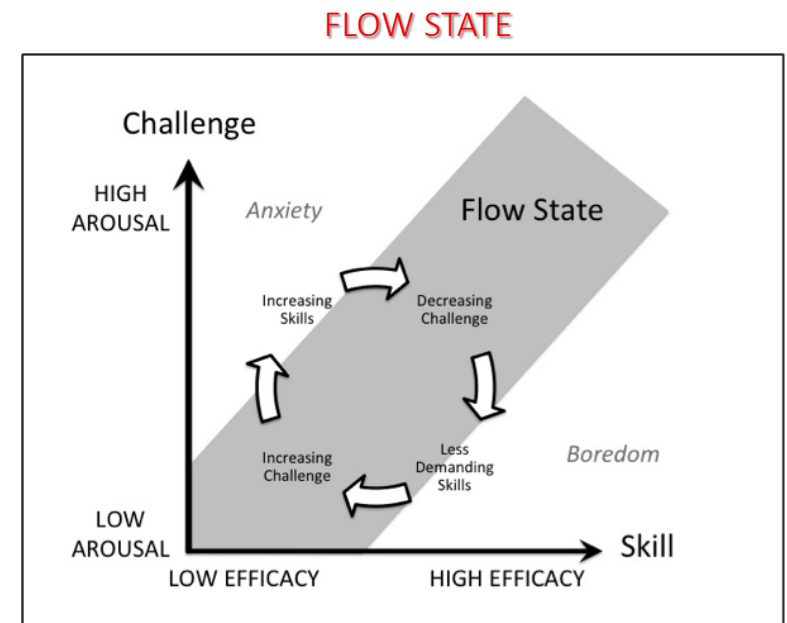 FLOW STATE
Challenge
HIGH
AROUSAL
Anxiety
Flow State
Increasing
Skills
Decreasing
Challenge
Increasing
Challenge
Less
Demanding
Skills
Boredom
LOW
AROUSAL
Skill
LOW EFFICACY
HIGH EFFICACY